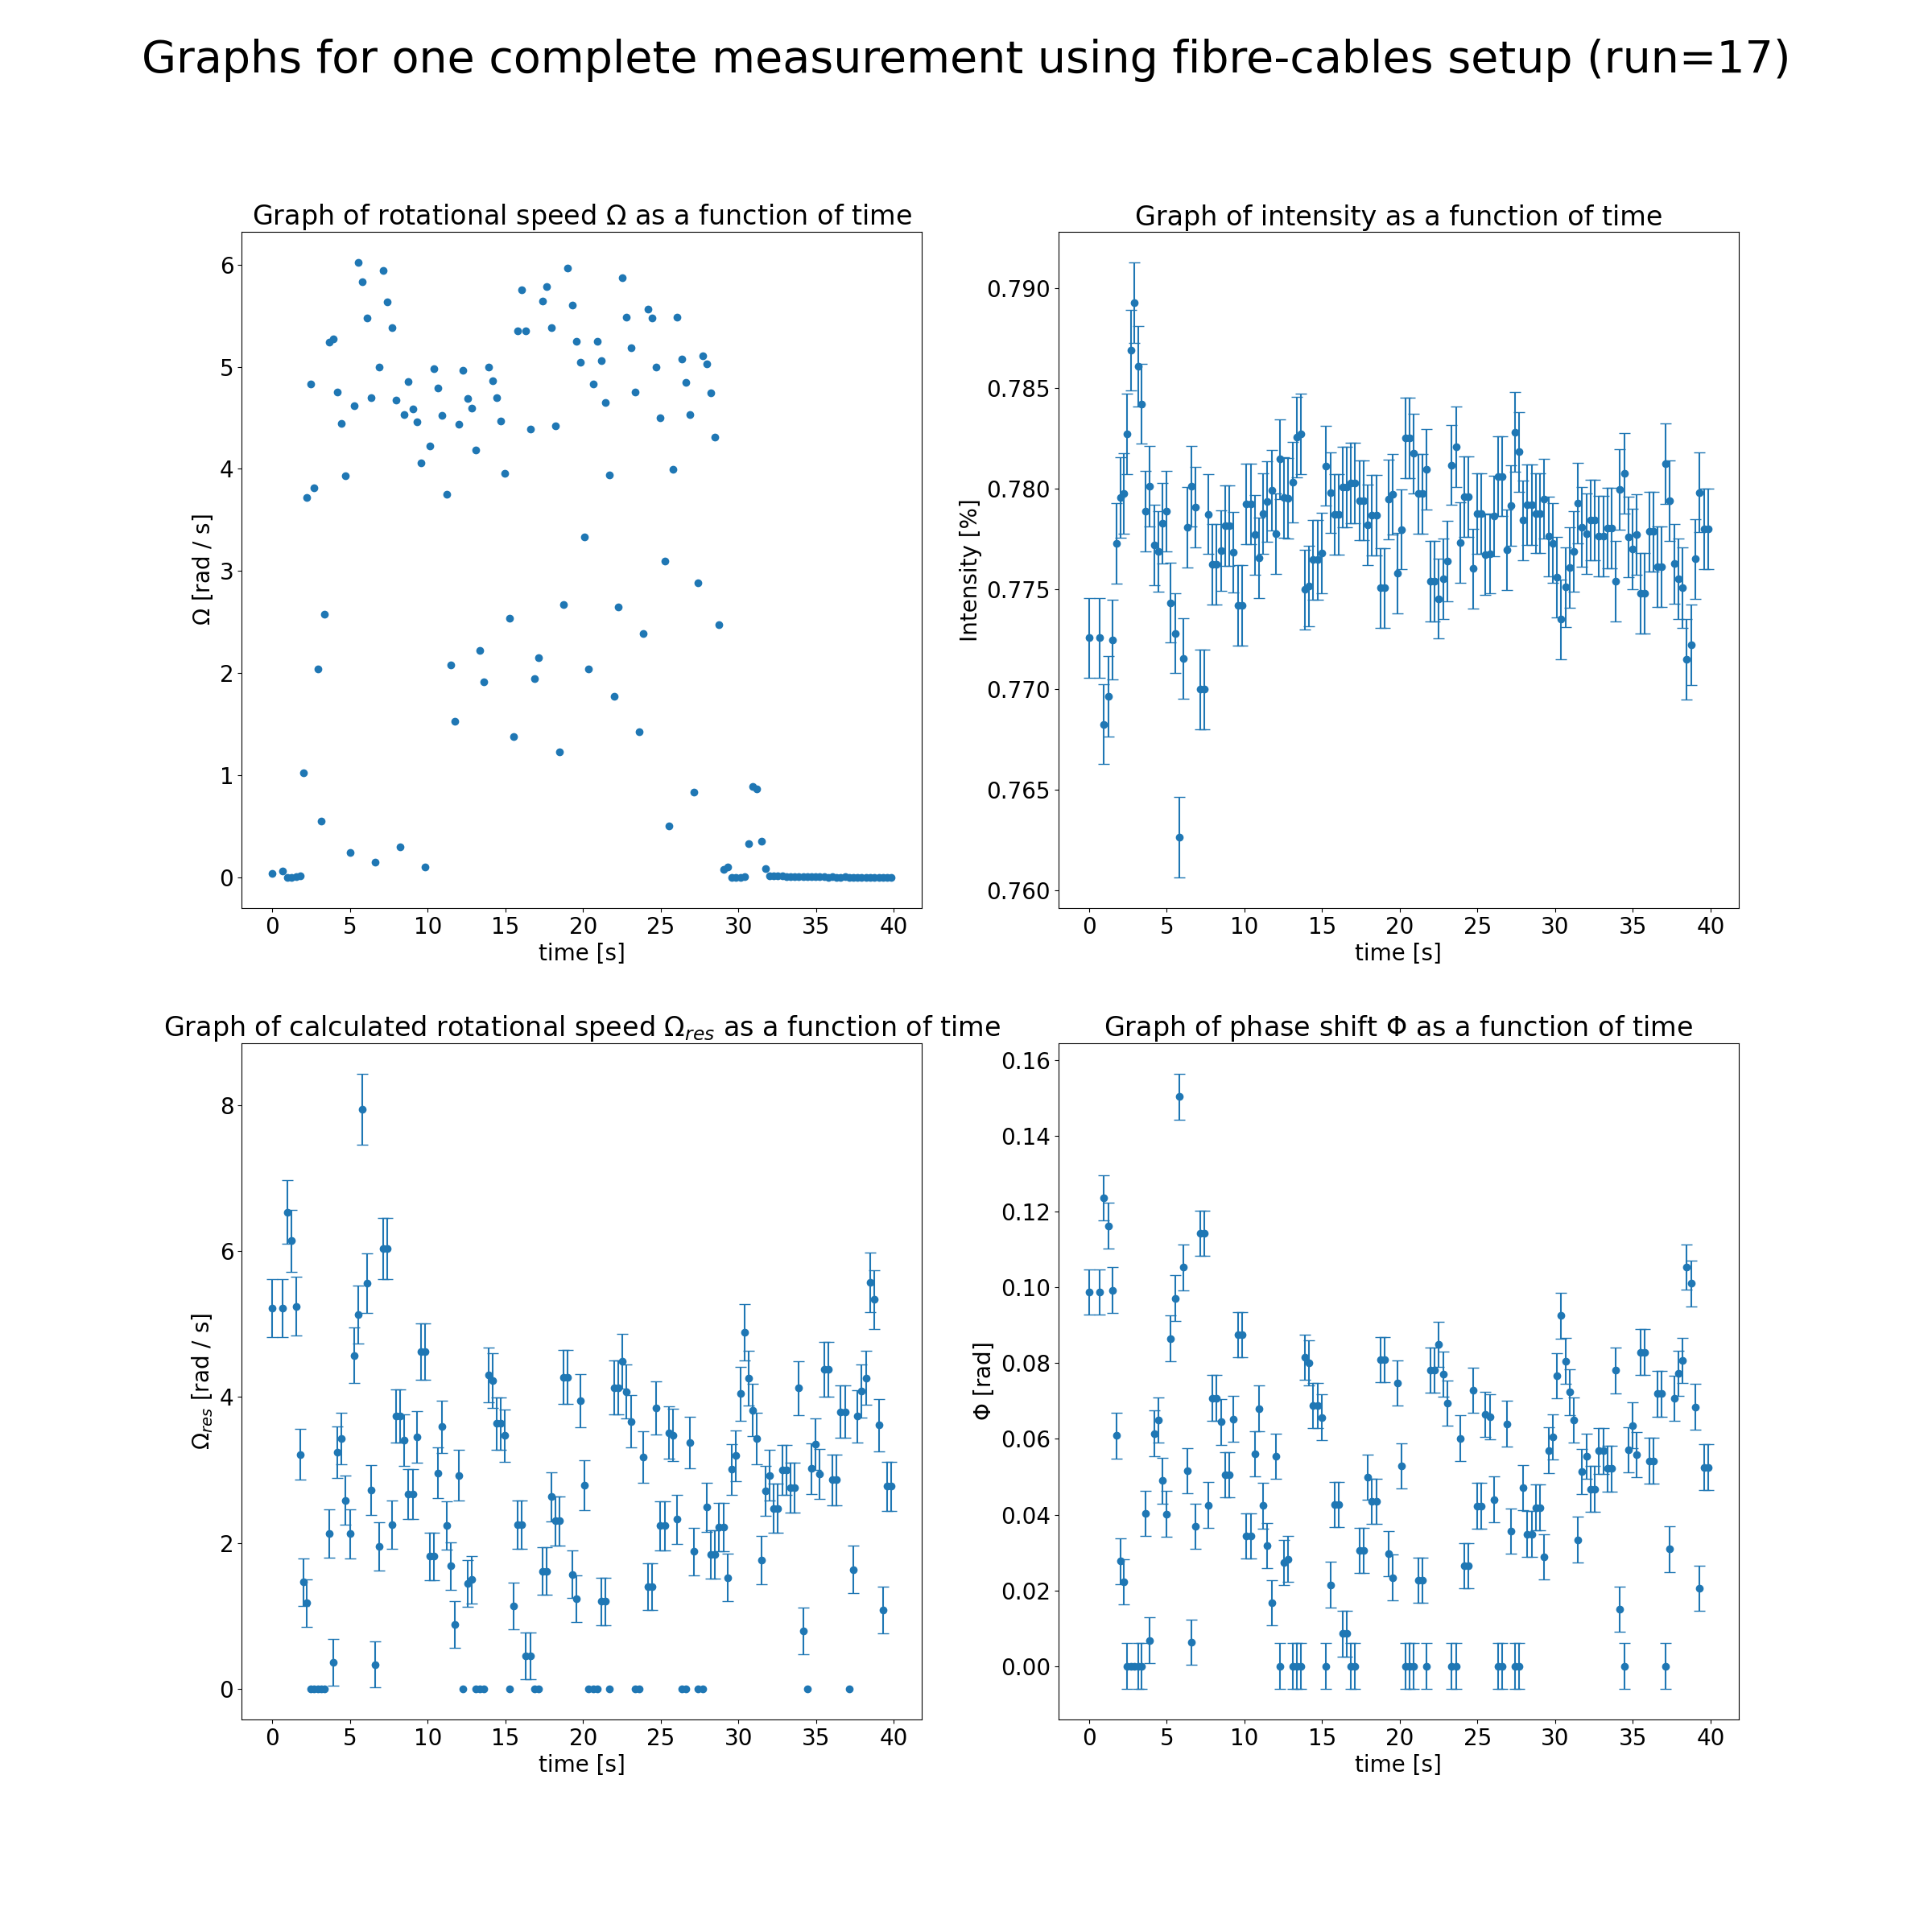 Graphs for one complete measurement using fibre-cables setup (run=17)
Graph of rotational speed Ω as a function of time
6
5
4
3
2
1
0
Ω [rad / s]
0 5 10 15 20 25 30 35 40
time [s]
Graph of intensity as a function of time
0.790
0.785
0.780
0.775
0.770
0.765
0.760
Intensity [%]
0 5 10 15 20 25 30 35 40
time [s]
Graph of calculated rotational speed Ωres as a function of time
8
6
4
2
0
Ωres [rad / s]
0 5 10 15 20 25 30 35 40
time [s]
Graph of phase shift Φ as a function of time
0.16
0.14
0.12
0.10
0.08
0.06
0.04
0.02
0.00
Φ [rad]
0 5 10 15 20 25 30 35 40
time [s]